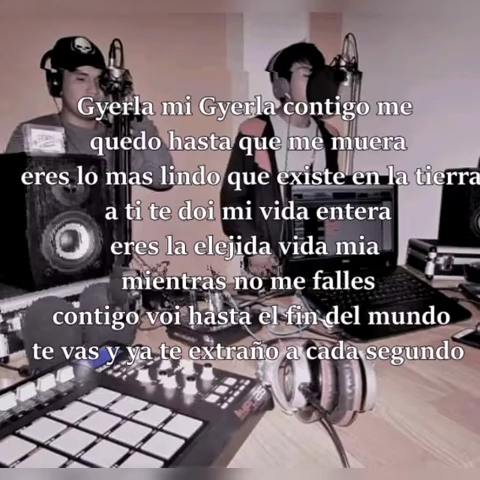 Gyerla mi Gyerla contigo me
quedo hasta que me muera
eres lo mas lindo que existe en la tierra
a ti te doi mi vida entera
eres la elejida vida mia
mientras no me falles
contigo voi hasta el fin del mundo
te vas y ya te extraño a cada segundo